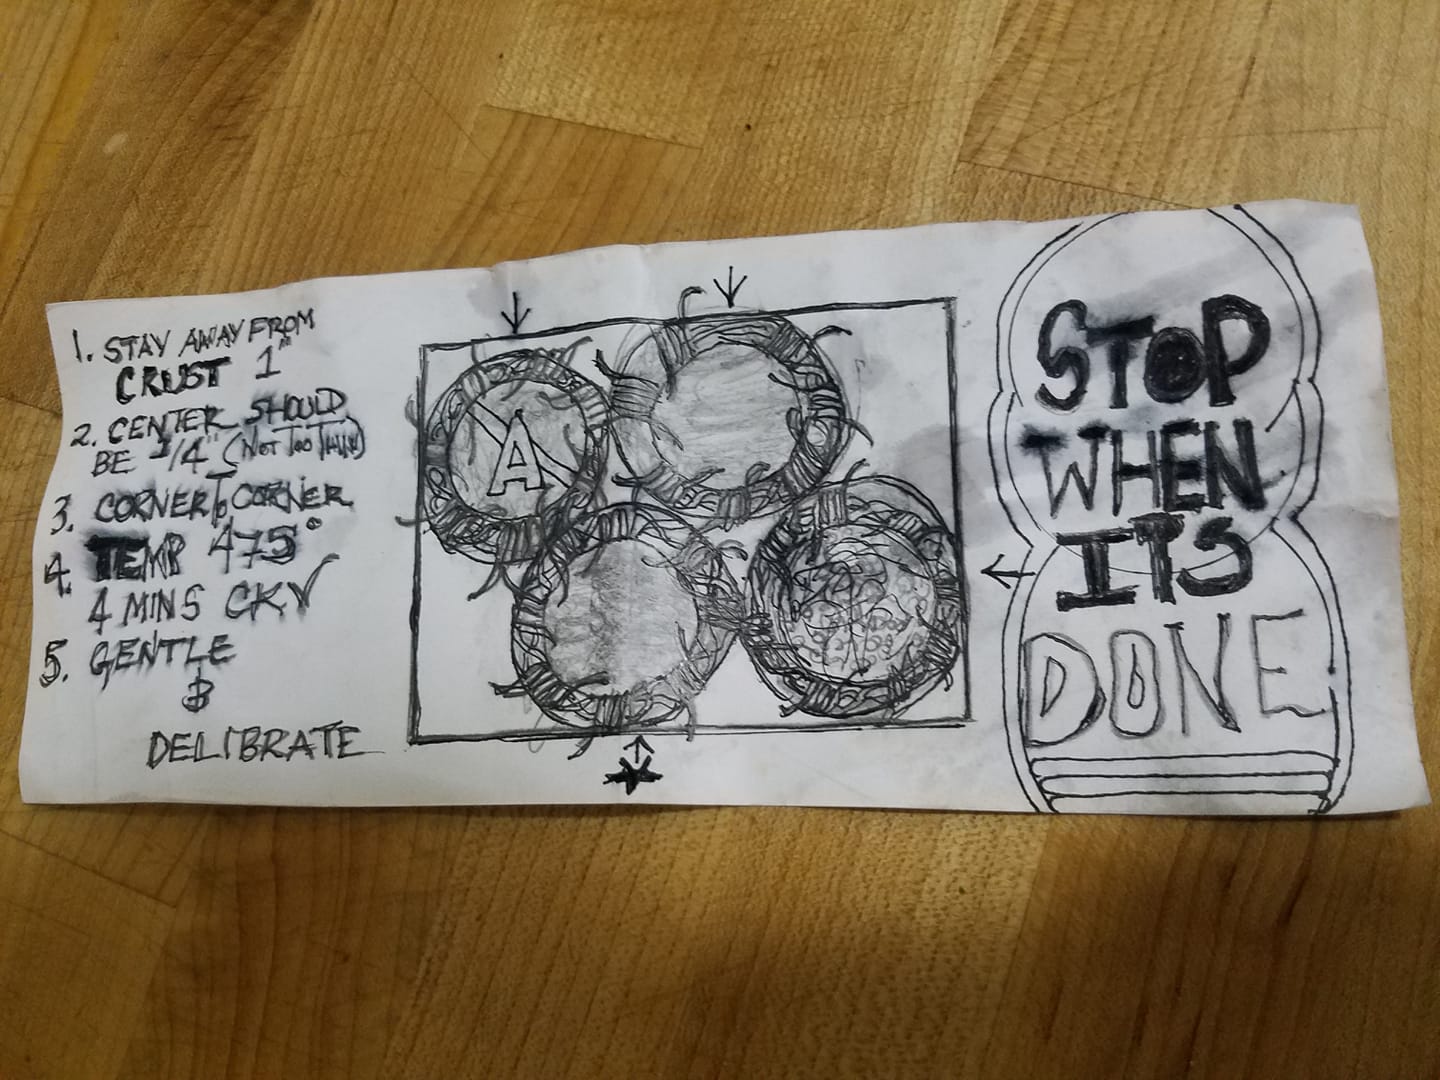 1. STAY AWAY FROM
CRUST 1"
2. CENTER SHOULD
BE 1/4" (NOT TOO THIN)
3. CORNER TO CORNER
4. TEMP 475°
4 MINS CK√
5. GENTLE
&
DELIBRATE
A
STOP
WHEN
ITS
DONE